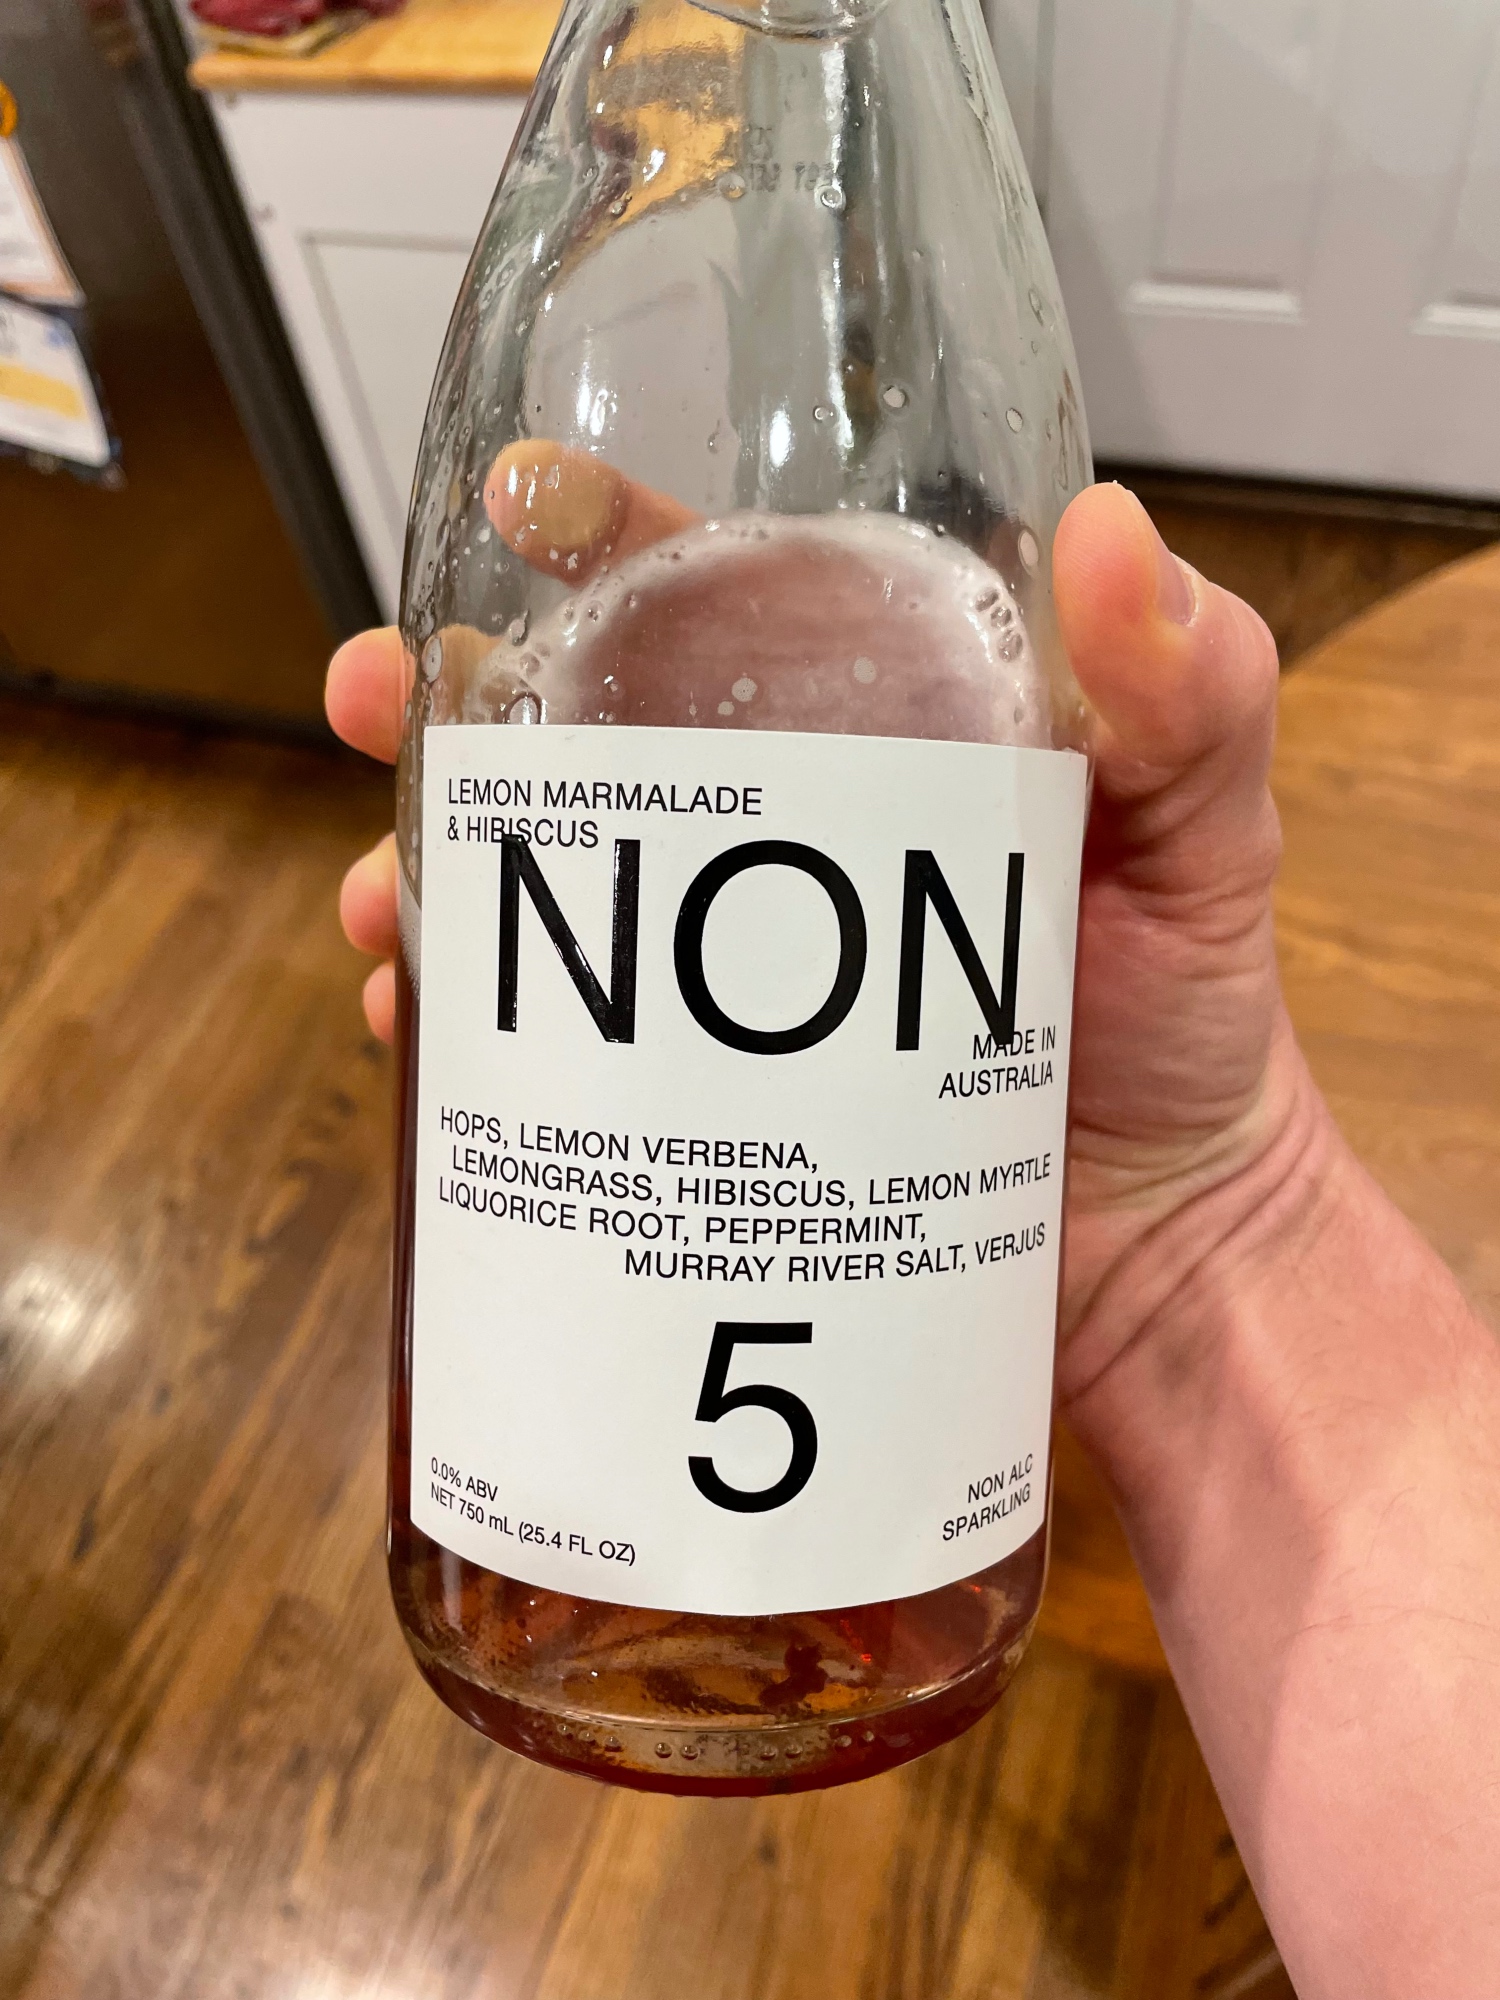 LEMON MARMALADE
& HIBISCUS
NON
MADE IN
AUSTRALIA
HOPS, LEMON VERBENA,
LEMONGRASS, HIBISCUS, LEMON MYRTLE
LIQUORICE ROOT, PEPPERMINT,
MURRAY RIVER SALT, VERJUS
5
0.0% ABV
NET 750 mL (25.4 FL OZ)
NON ALC
SPARKLING